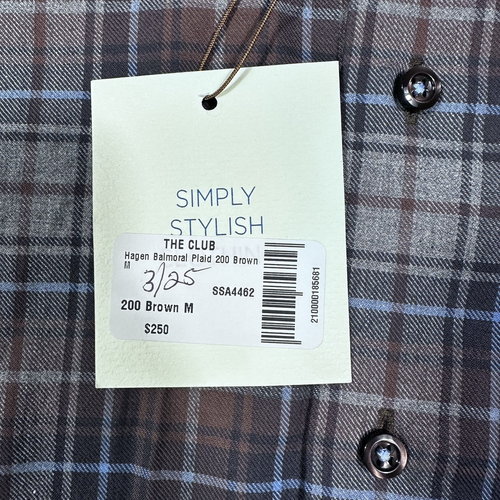 SIMPLY
STYLISH
THE CLUB
Hagen Balmoral Plaid 200 Brown
M
3/25
SSA4462
200 Brown M
$250
210000185681